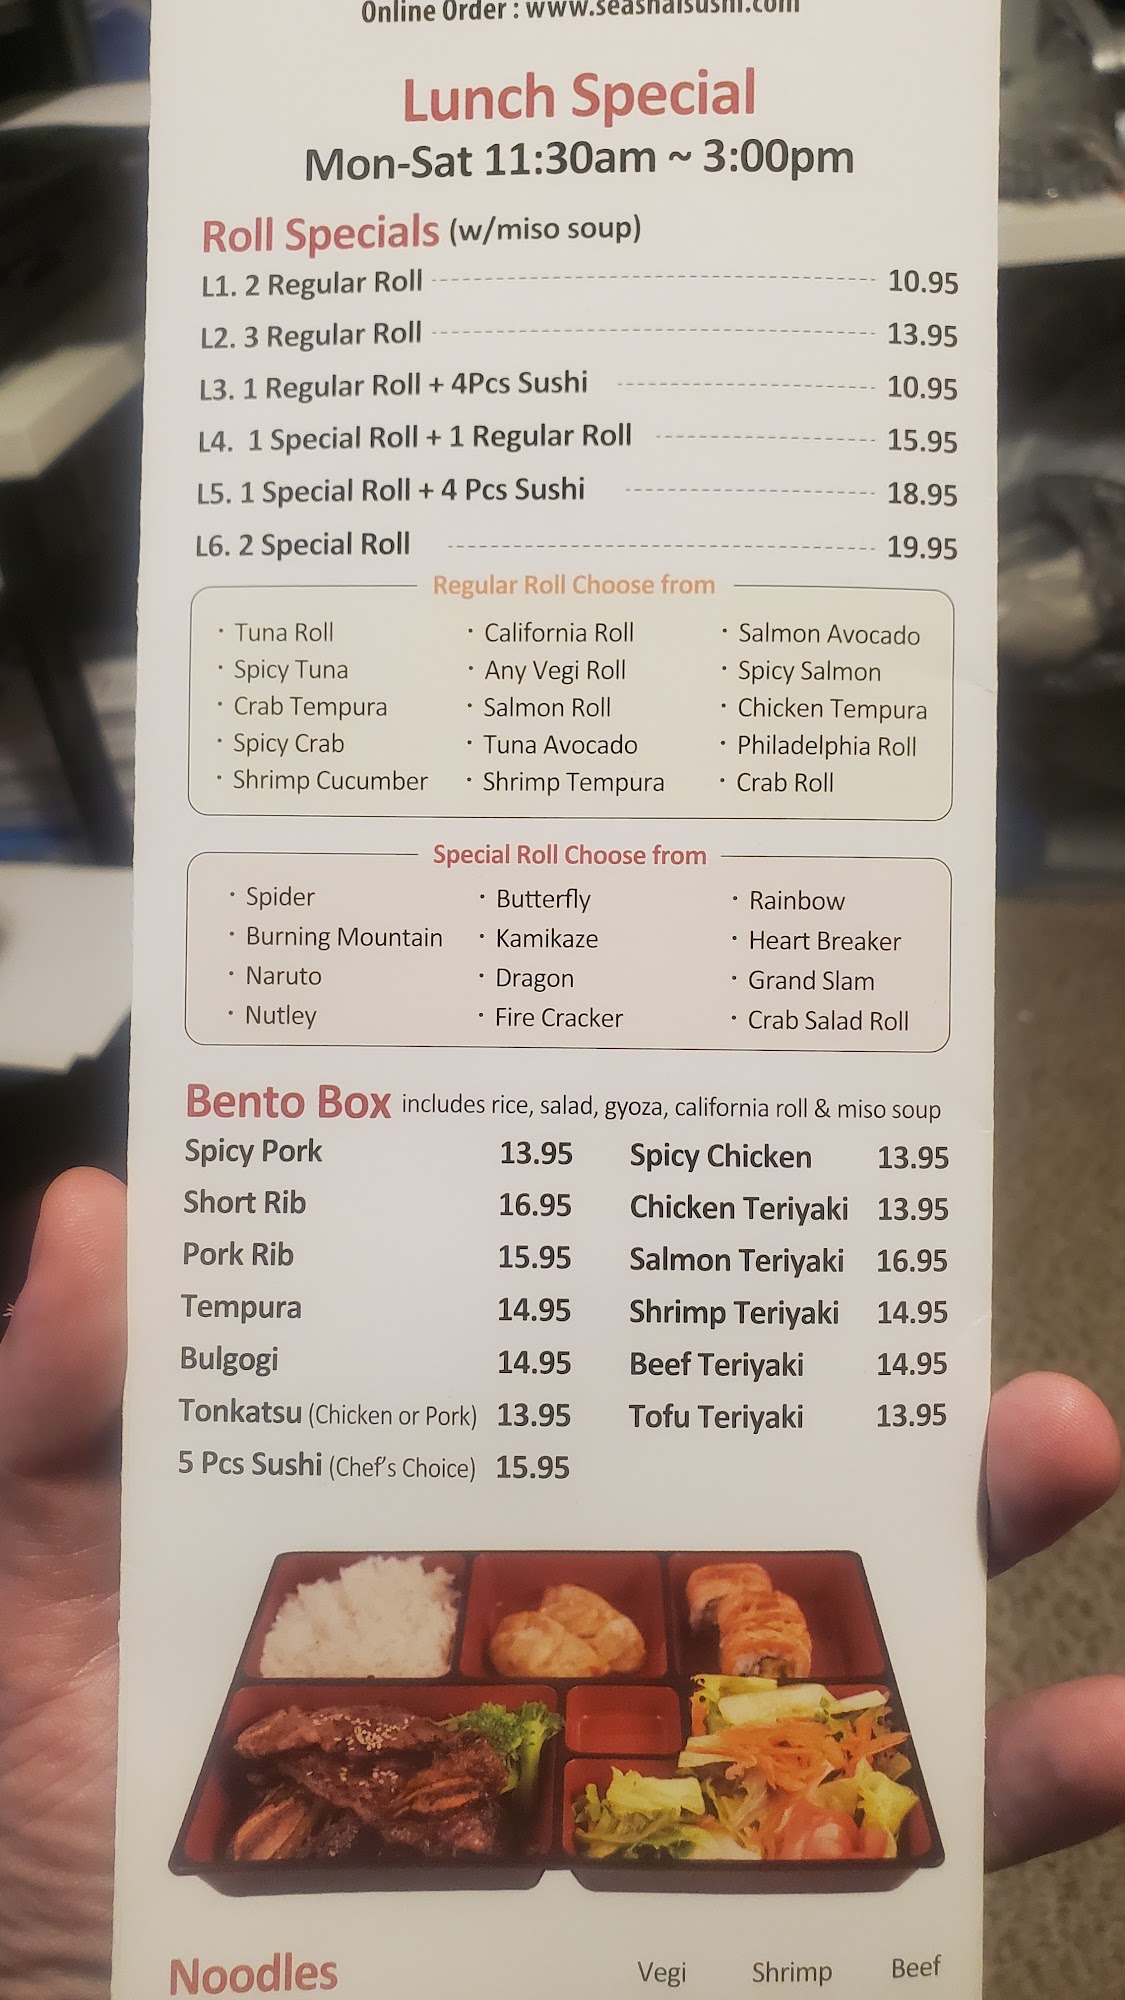 Online Order : www.seashaisushi.com
Lunch Special
Mon-Sat 11:30am ~ 3:00pm
Roll Specials (w/miso soup)
L1. 2 Regular Roll 10.95
L2. 3 Regular Roll 13.95
L3. 1 Regular Roll + 4Pcs Sushi 10.95
L4. 1 Special Roll + 1 Regular Roll 15.95
L5. 1 Special Roll + 4 Pcs Sushi 18.95
L6. 2 Special Roll 19.95
Regular Roll Choose from
· Tuna Roll · California Roll · Salmon Avocado
· Spicy Tuna · Any Vegi Roll · Spicy Salmon
· Crab Tempura · Salmon Roll · Chicken Tempura
· Spicy Crab · Tuna Avocado · Philadelphia Roll
· Shrimp Cucumber · Shrimp Tempura · Crab Roll
Special Roll Choose from
· Spider · Butterfly · Rainbow
· Burning Mountain · Kamikaze · Heart Breaker
· Naruto · Dragon · Grand Slam
· Nutley · Fire Cracker · Crab Salad Roll
Bento Box includes rice, salad, gyoza, california roll & miso soup
Spicy Pork 13.95 Spicy Chicken 13.95
Short Rib 16.95 Chicken Teriyaki 13.95
Pork Rib 15.95 Salmon Teriyaki 16.95
Tempura 14.95 Shrimp Teriyaki 14.95
Bulgogi 14.95 Beef Teriyaki 14.95
Tonkatsu (Chicken or Pork) 13.95 Tofu Teriyaki 13.95
5 Pcs Sushi (Chef's Choice) 15.95
Noodles Vegi Shrimp Beef